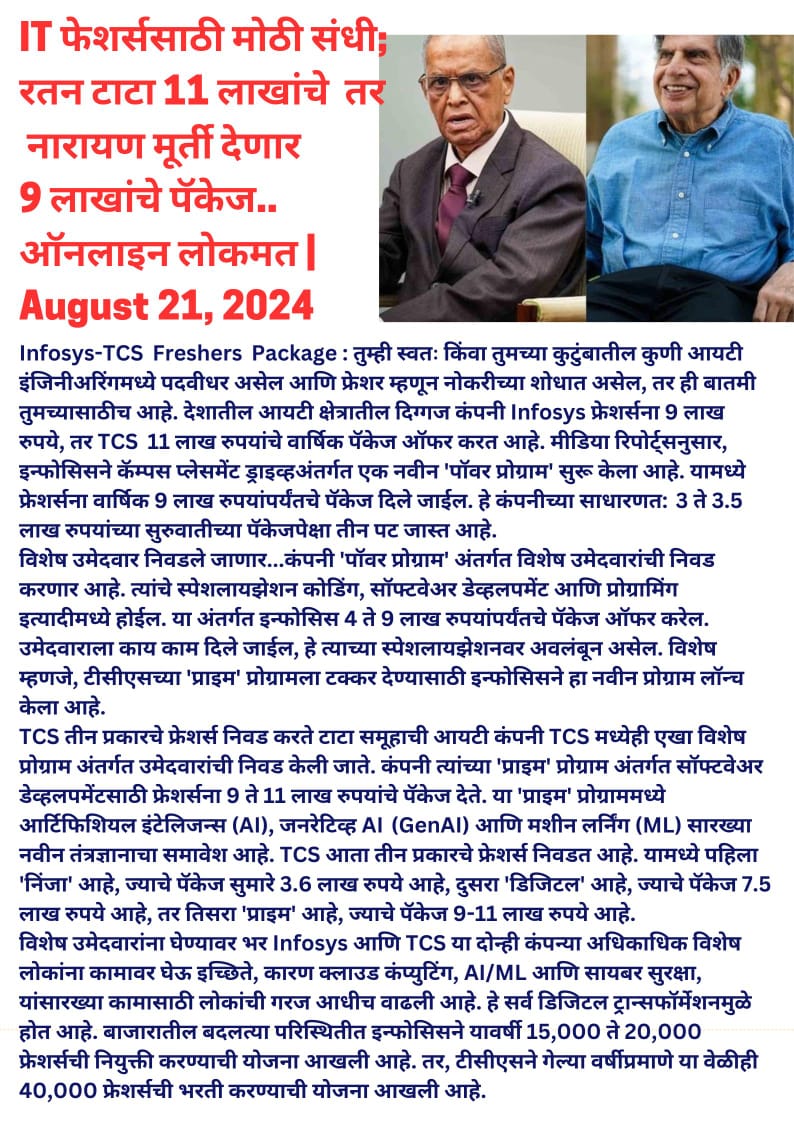 IT फेशर्ससाठी मोठी संधी;
रतन टाटा 11 लाखांचे तर
नारायण मूर्ती देणार
9 लाखांचे पॅकेज..
ऑनलाइन लोकमत |
August 21, 2024
Infosys-TCS Freshers Package : तुम्ही स्वतः किंवा तुमच्या कुटुंबातील कुणी आयटी
इंजिनीअरिंगमध्ये पदवीधर असेल आणि फ्रेशर म्हणून नोकरीच्या शोधात असेल, तर ही बातमी
तुमच्यासाठीच आहे. देशातील आयटी क्षेत्रातील दिग्गज कंपनी Infosys फ्रेशर्सना 9 लाख
रुपये, तर TCS 11 लाख रुपयांचे वार्षिक पॅकेज ऑफर करत आहे. मीडिया रिपोर्ट्सनुसार,
इन्फोसिसने कॅम्पस प्लेसमेंट ड्राइव्हअंतर्गत एक नवीन 'पॉवर प्रोग्राम' सुरू केला आहे. यामध्ये
फ्रेशर्सना वार्षिक 9 लाख रुपयांपर्यंतचे पॅकेज दिले जाईल. हे कंपनीच्या साधारणत: 3 ते 3.5
लाख रुपयांच्या सुरुवातीच्या पॅकेजपेक्षा तीन पट जास्त आहे.
विशेष उमेदवार निवडले जाणार...कंपनी 'पॉवर प्रोग्राम' अंतर्गत विशेष उमेदवारांची निवड
करणार आहे. त्यांचे स्पेशलायझेशन कोडिंग, सॉफ्टवेअर डेव्हलपमेंट आणि प्रोग्रामिंग
इत्यादीमध्ये होईल. या अंतर्गत इन्फोसिस 4 ते 9 लाख रुपयांपर्यंतचे पॅकेज ऑफर करेल.
उमेदवाराला काय काम दिले जाईल, हे त्याच्या स्पेशलायझेशनवर अवलंबून असेल. विशेष
म्हणजे, टीसीएसच्या 'प्राइम' प्रोग्रामला टक्कर देण्यासाठी इन्फोसिसने हा नवीन प्रोग्राम लॉन्च
केला आहे.
TCS तीन प्रकारचे फ्रेशर्स निवड करते टाटा समूहाची आयटी कंपनी TCS मध्येही एखा विशेष
प्रोग्राम अंतर्गत उमेदवारांची निवड केली जाते. कंपनी त्यांच्या 'प्राइम' प्रोग्राम अंतर्गत सॉफ्टवेअर
डेव्हलपमेंटसाठी फ्रेशर्सना 9 ते 11 लाख रुपयांचे पॅकेज देते. या 'प्राइम' प्रोग्राममध्ये
आर्टिफिशियल इंटेलिजन्स (AI), जनरेटिव्ह AI (GenAI) आणि मशीन लर्निंग (ML) सारख्या
नवीन तंत्रज्ञानाचा समावेश आहे. TCS आता तीन प्रकारचे फ्रेशर्स निवडत आहे. यामध्ये पहिला
'निंजा' आहे, ज्याचे पॅकेज सुमारे 3.6 लाख रुपये आहे, दुसरा 'डिजिटल' आहे, ज्याचे पॅकेज 7.5
लाख रुपये आहे, तर तिसरा 'प्राइम' आहे, ज्याचे पॅकेज 9-11 लाख रुपये आहे.
विशेष उमेदवारांना घेण्यावर भर Infosys आणि TCS या दोन्ही कंपन्या अधिकाधिक विशेष
लोकांना कामावर घेऊ इच्छिते, कारण क्लाउड कंप्युटिंग, AI/ML आणि सायबर सुरक्षा,
यांसारख्या कामासाठी लोकांची गरज आधीच वाढली आहे. हे सर्व डिजिटल ट्रान्सफॉर्मेशनमुळे
होत आहे. बाजारातील बदलत्या परिस्थितीत इन्फोसिसने यावर्षी 15,000 ते 20,000
फ्रेशर्सची नियुक्ती करण्याची योजना आखली आहे. तर, टीसीएसने गेल्या वर्षीप्रमाणे या वेळीही
40,000 फ्रेशर्सची भरती करण्याची योजना आखली आहे.